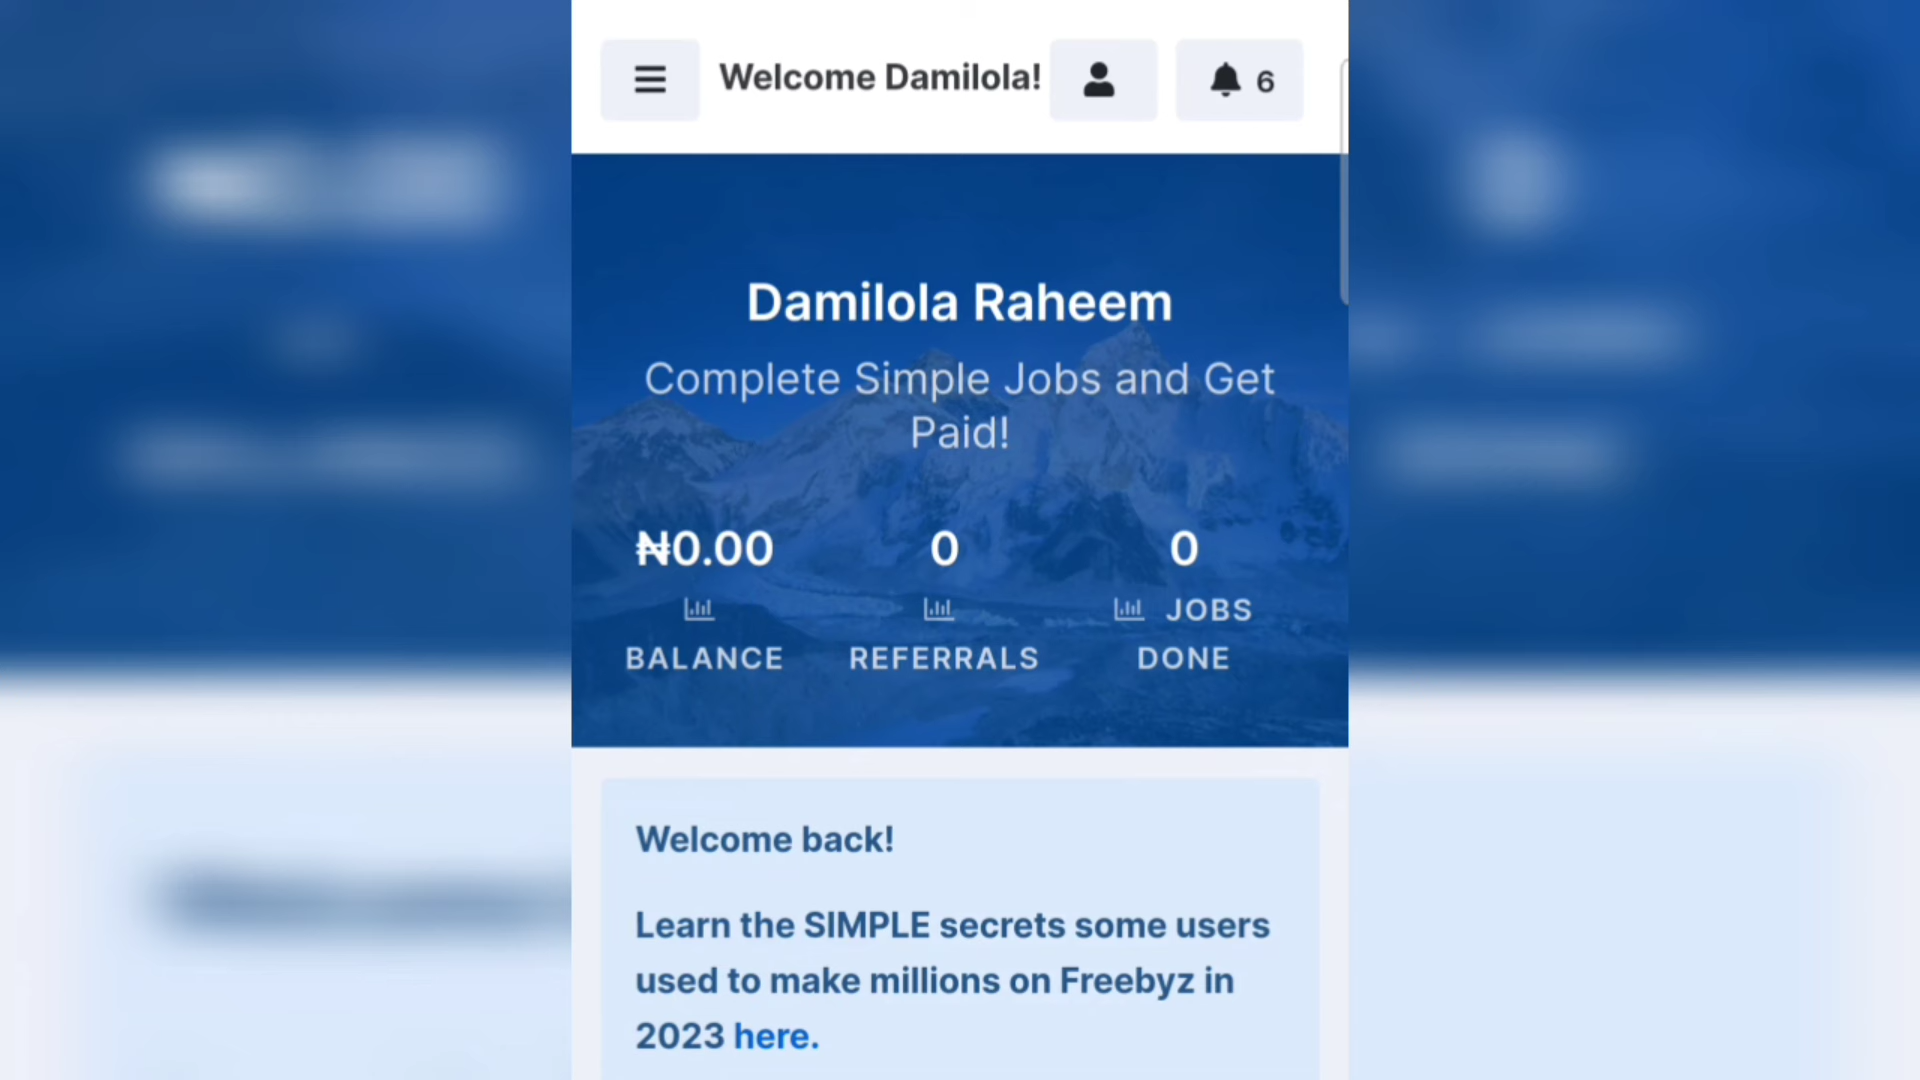 Welcome Damilola!
6
Damilola Raheem
Complete Simple Jobs and Get
Paid!
₦0.00 0 0
JOBS
BALANCE REFERRALS DONE
Welcome back!
Learn the SIMPLE secrets some users
used to make millions on Freebyz in
2023 here.